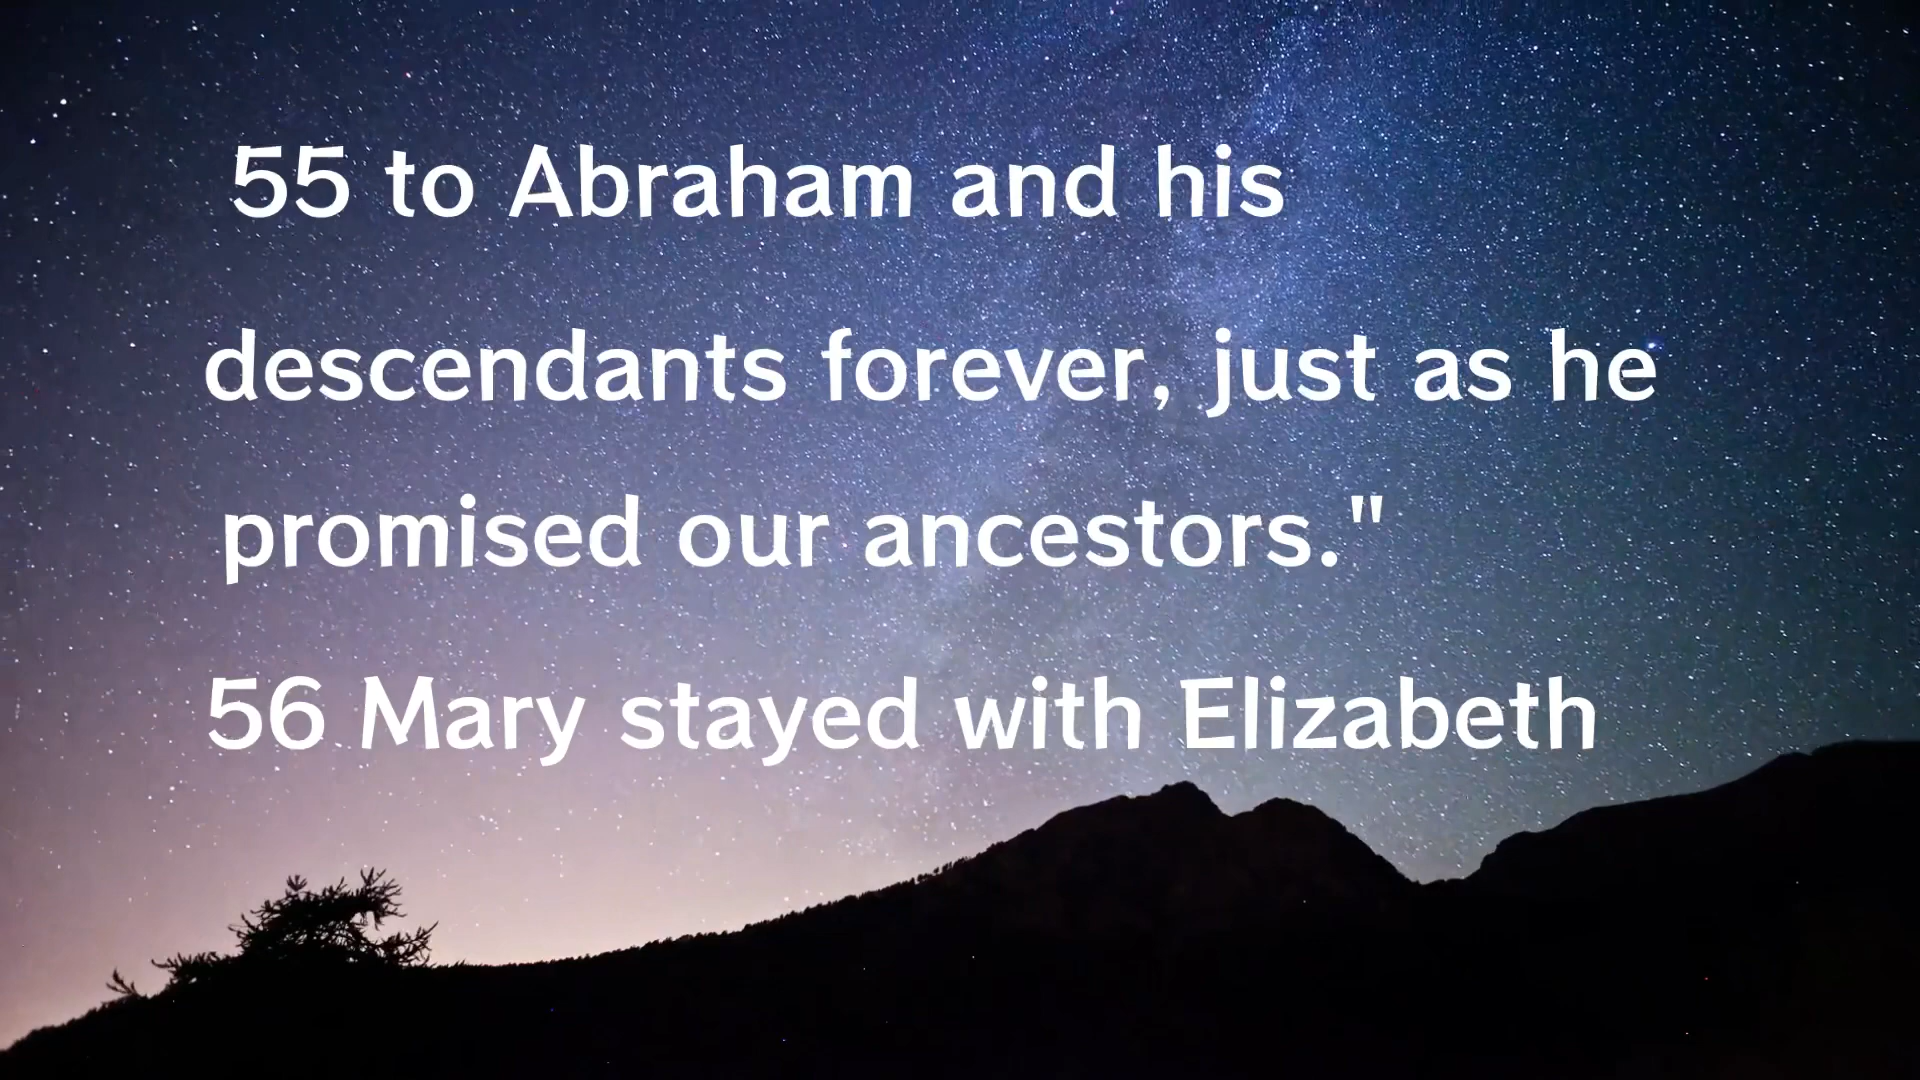 55 to Abraham and his
descendants forever, just as he
promised our ancestors."
56 Mary stayed with Elizabeth